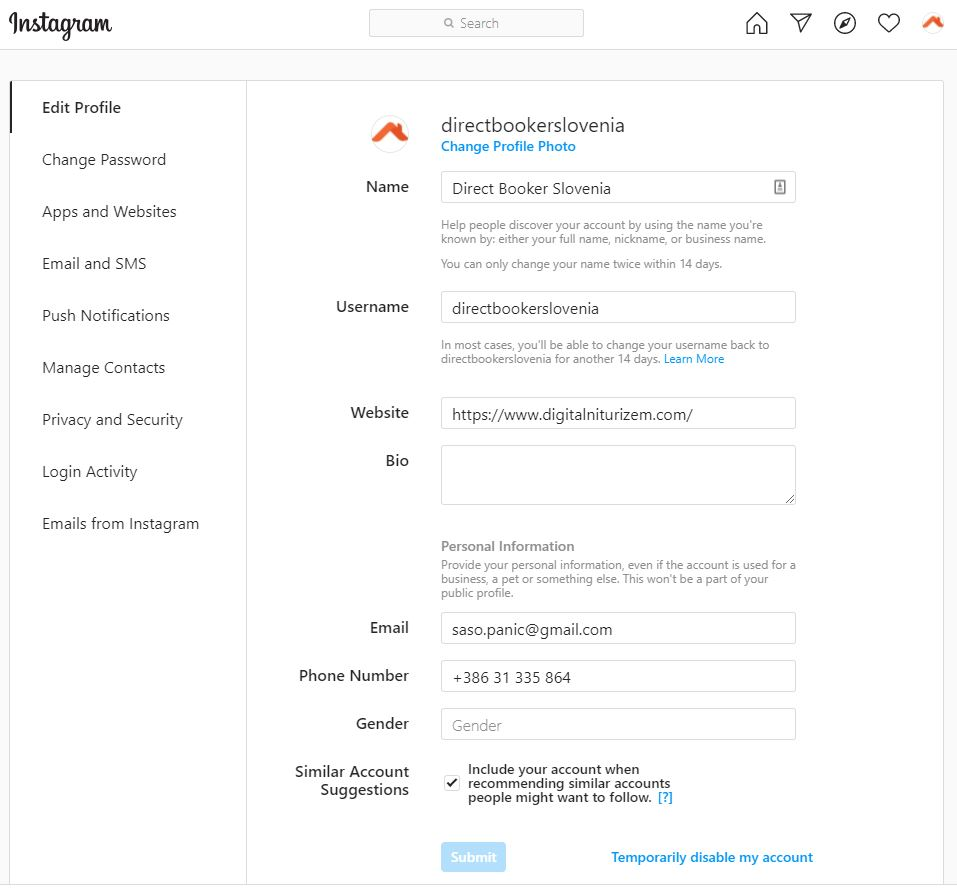 Instagram
Search
Edit Profile
Change Password
Apps and Websites
Email and SMS
Push Notifications
Manage Contacts
Privacy and Security
Login Activity
Emails from Instagram
directbookerslovenia
Change Profile Photo
Name
Direct Booker Slovenia
Help people discover your account by using the name you're
known by: either your full name, nickname, or business name.
You can only change your name twice within 14 days.
Username
directbookerslovenia
In most cases, you'll be able to change your username back to
directbookerslovenia for another 14 days. Learn More
Website
https://www.digitalniturizem.com/
Bio
Personal Information
Provide your personal information, even if the account is used for a
business, a pet or something else. This won't be a part of your
public profile.
Email
saso.panic@gmail.com
Phone Number
+386 31 335 864
Gender
Gender
Similar Account
Suggestions
Include your account when
recommending similar accounts
people might want to follow. [?]
Submit
Temporarily disable my account